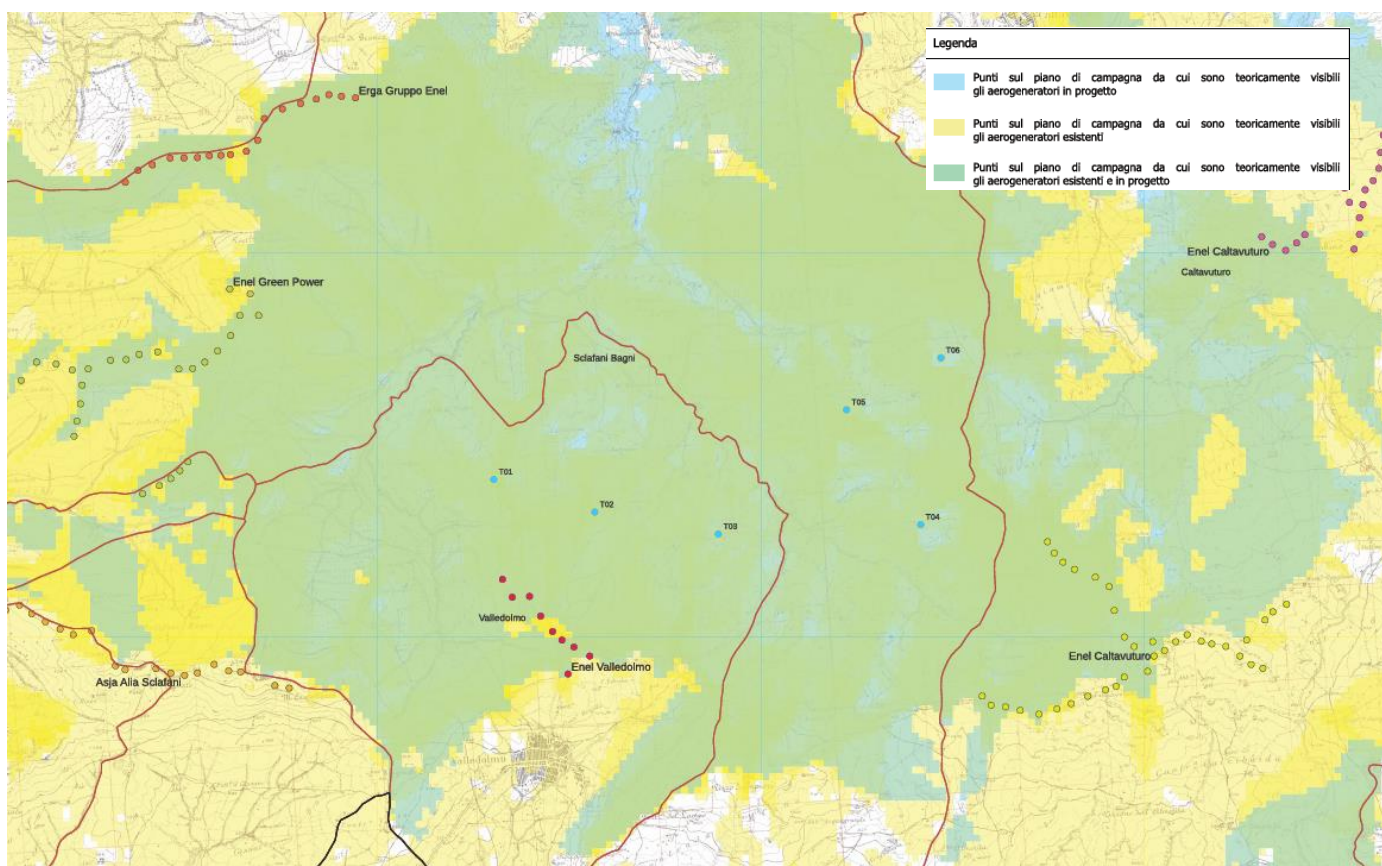 Legenda
Punti sul piano di campagna da cui sono teoricamente visibili
gli aerogeneratori in progetto
Punti sul piano di campagna da cui sono teoricamente visibili
gli aerogeneratori esistenti
Punti sul piano di campagna da cui sono teoricamente visibili
gli aerogeneratori esistenti e in progetto
Erga Gruppo Enel
Enel Caltavuturo
Caltavuturo
Enel Green Power
T06
Sclafani Bagni
T05
T01
T02
T03
T04
Valledolmo
Enel Valledolmo
Enel Caltavuturo
Asja Alia Sclafani
Valledolmo